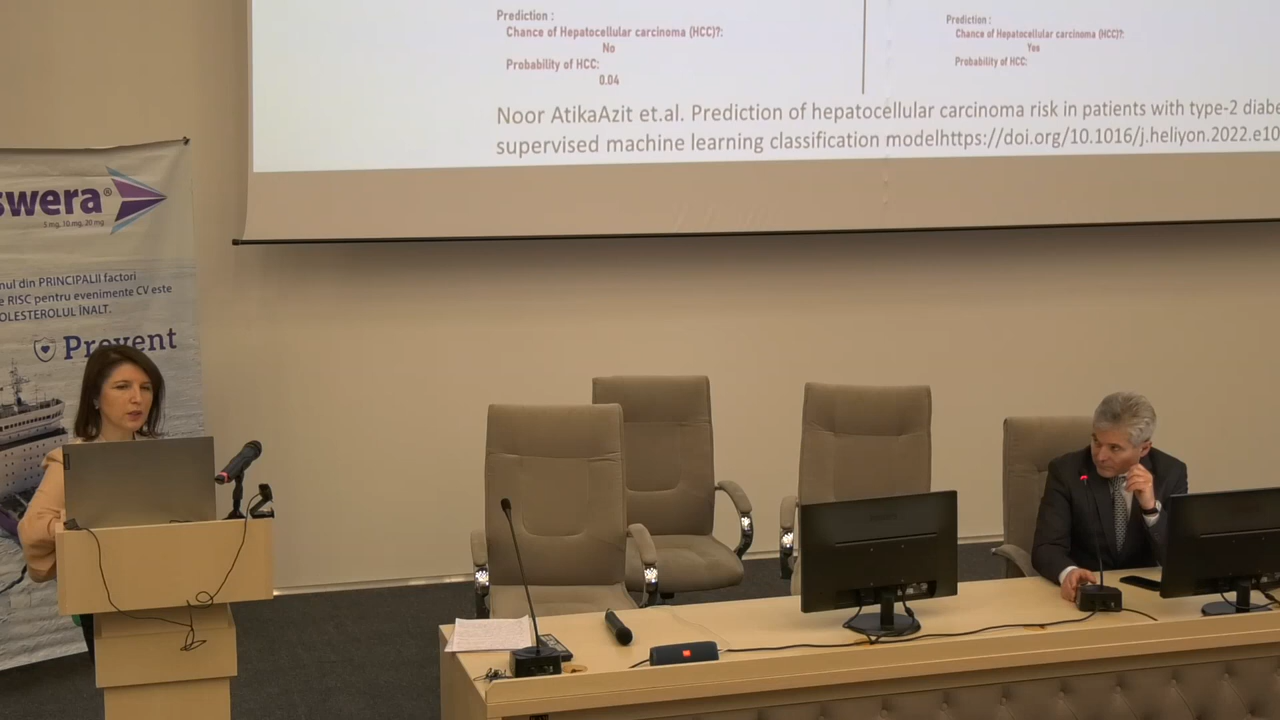 Prediction :
Chance of Hepatocellular carcinoma (HCC)?:
No
Probability of HCC:
0.04
Prediction :
Chance of Hepatocellular carcinoma (HCC)?:
Yes
Probability of HCC:
Noor AtikaAzit et.al. Prediction of hepatocellular carcinoma risk in patients with type-2 diabe
supervised machine learning classification modelhttps://doi.org/10.1016/j.heliyon.2022.e10
swera®
5 mg, 10 mg, 20 mg
nul din PRINCIPALII factori
e RISC pentru evenimente CV este
OLESTEROLUL ÎNALT.
Prevent